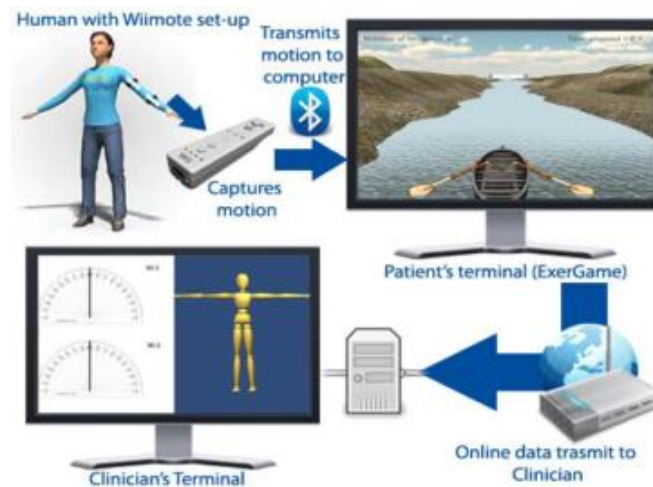 Human with Wiimote set-up
Transmits
motion to
computer
Captures
motion
Patient's terminal (ExerGame)
Online data trasmit to
Clinician
Clinician's Terminal